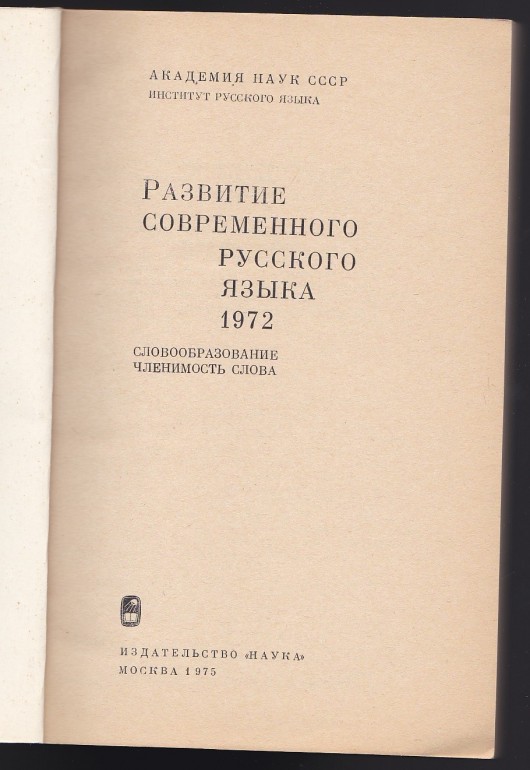 АКАДЕМИЯ НАУК СССР
ИНСТИТУТ РУССКОГО ЯЗЫКА
РАЗВИТИЕ
СОВРЕМЕННОГО
РУССКОГО
ЯЗЫКА
1972
СЛОВООБРАЗОВАНИЕ
ЧЛЕНИМОСТЬ СЛОВА
ИЗДАТЕЛЬСТВО «НАУКА»
МОСКВА 1975